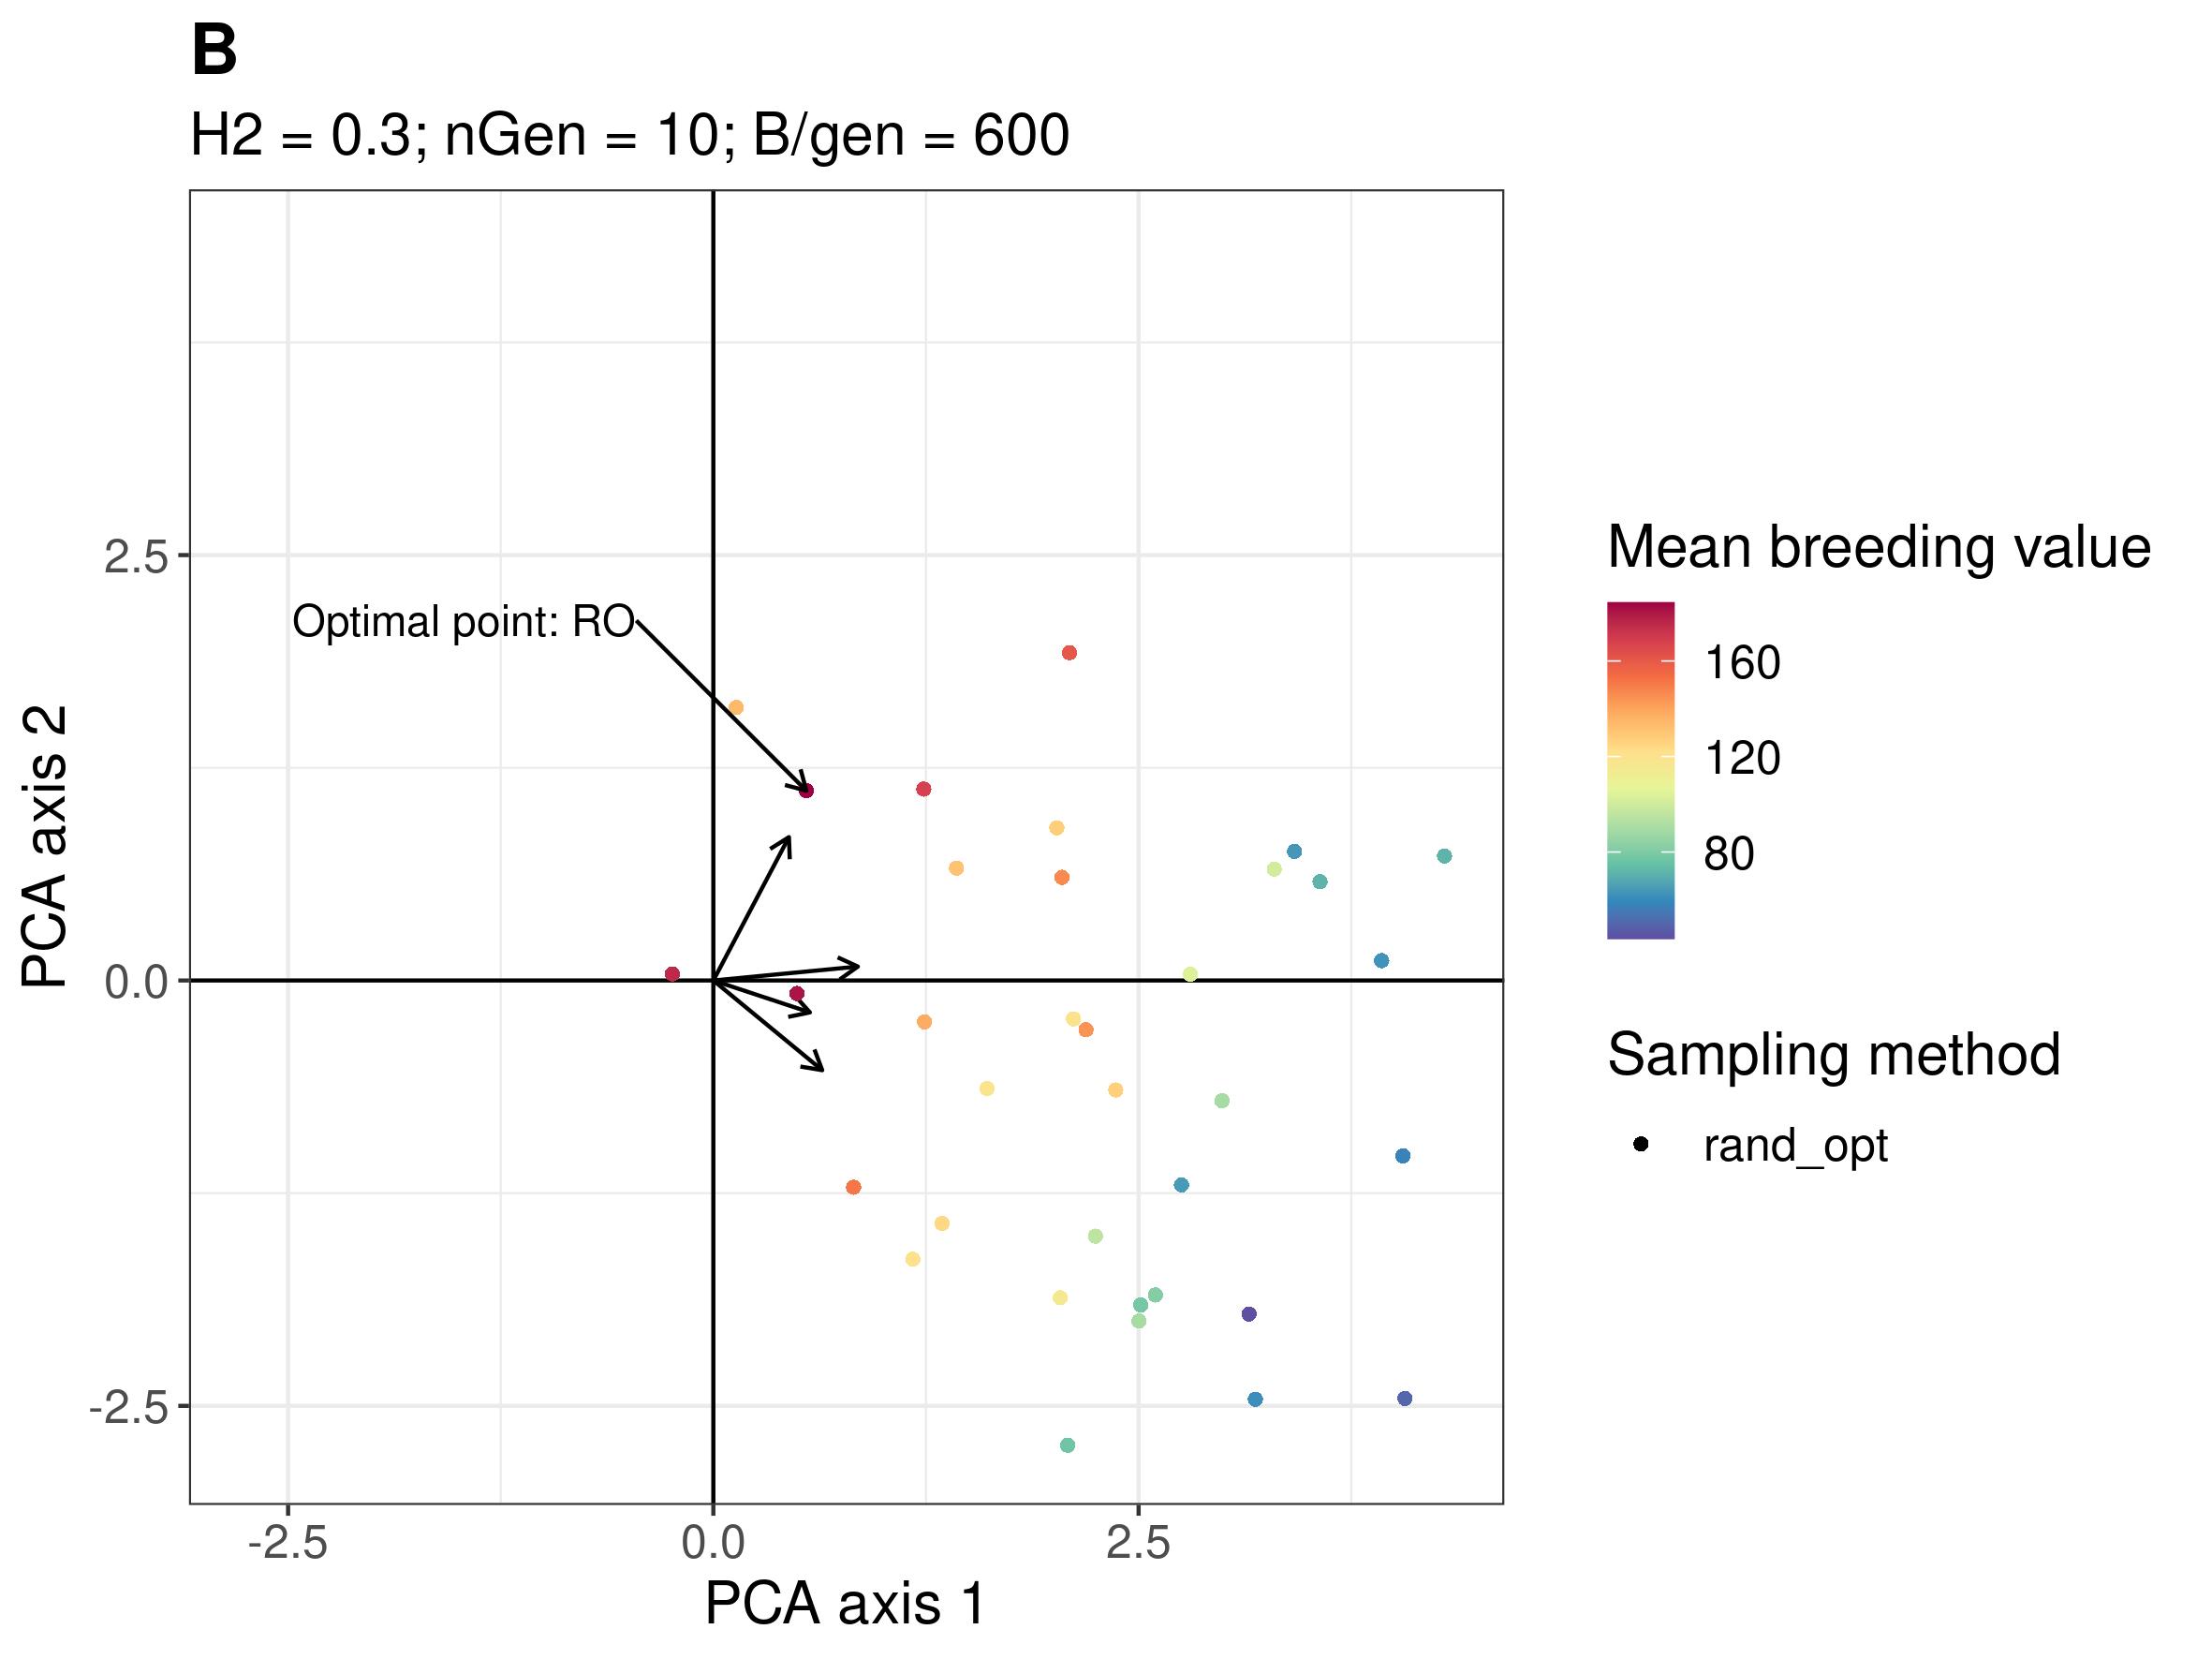 B
H2 = 0.3; nGen = 10; B/gen = 600
PCA axis 2
2.5
0.0
-2.5
Optimal point: RO
-2.5
0.0
2.5
PCA axis 1
Mean breeding value
160
120
80
Sampling method
rand_opt